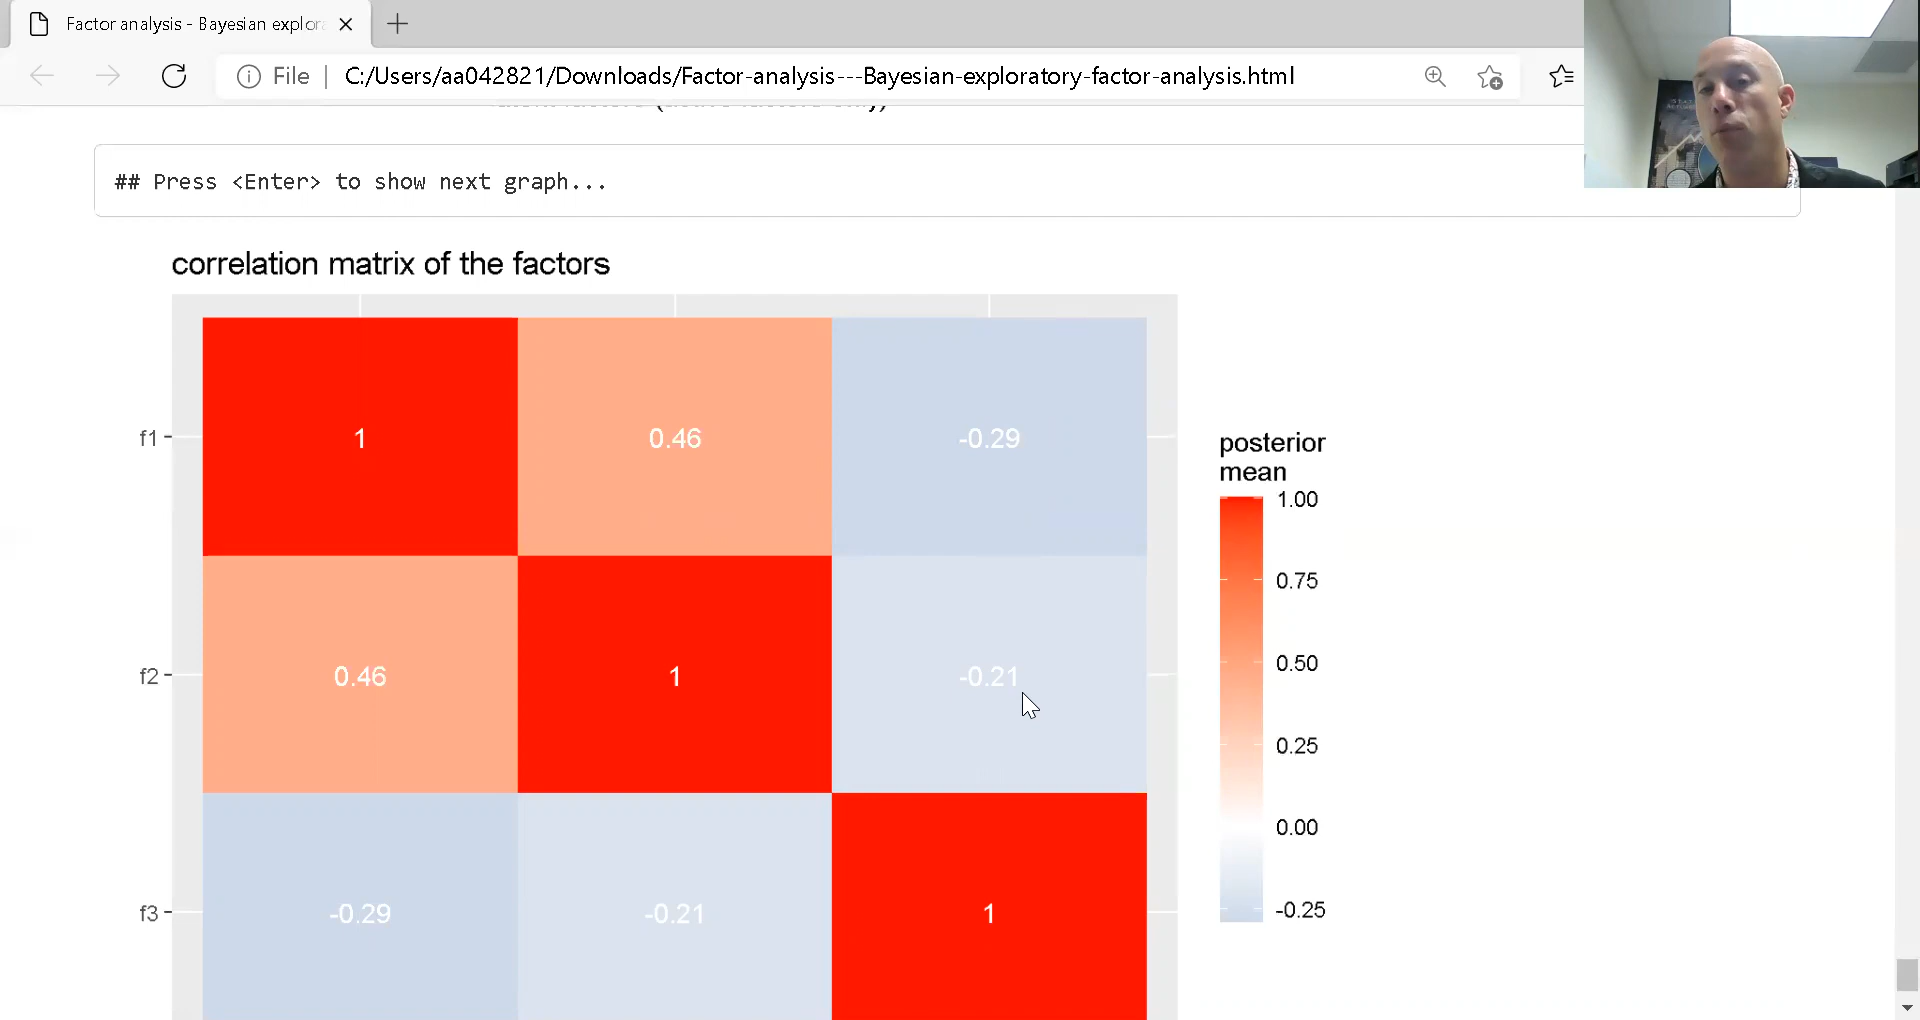 Factor analysis - Bayesian explora
File | C:/Users/aa042821/Downloads/Factor-analysis---Bayesian-exploratory-factor-analysis.html
## Press <Enter> to show next graph...
correlation matrix of the factors
f1 1 0.46 -0.29
f2 0.46 1 -0.21
f3 -0.29 -0.21 1
posterior
mean
1.00
0.75
0.50
0.25
0.00
-0.25